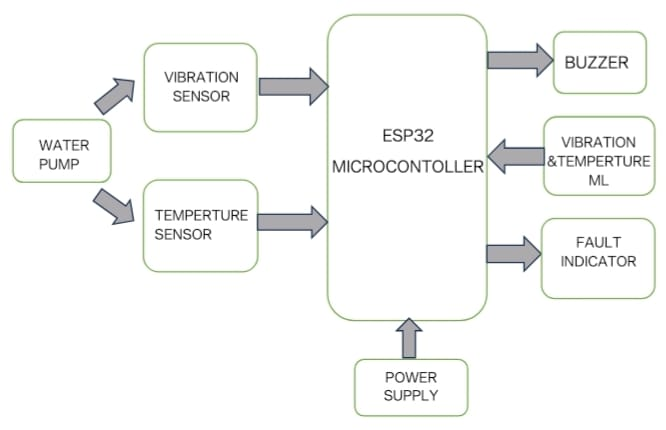 WATER
PUMP
VIBRATION
SENSOR
TEMPERTURE
SENSOR
ESP32
MICROCONTOLLER
BUZZER
VIBRATION
&TEMPERTURE
ML
FAULT
INDICATOR
POWER
SUPPLY